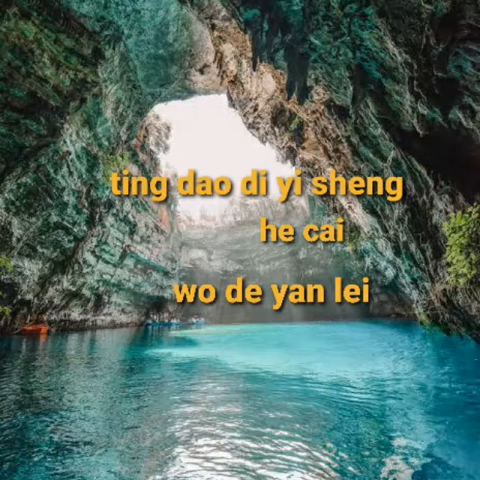 ting dao di yi sheng
he cai
wo de yan lei